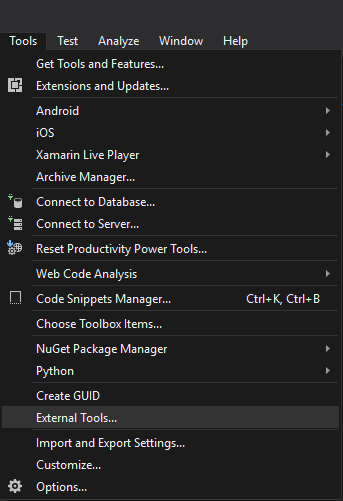 Tools Test Analyze Window Help
Get Tools and Features...
Extensions and Updates...
Android
iOS
Xamarin Live Player
Archive Manager...
Connect to Database...
Connect to Server...
Reset Productivity Power Tools...
Web Code Analysis
Code Snippets Manager... Ctrl+K, Ctrl+B
Choose Toolbox Items...
NuGet Package Manager
Python
Create GUID
External Tools...
Import and Export Settings...
Customize...
Options...